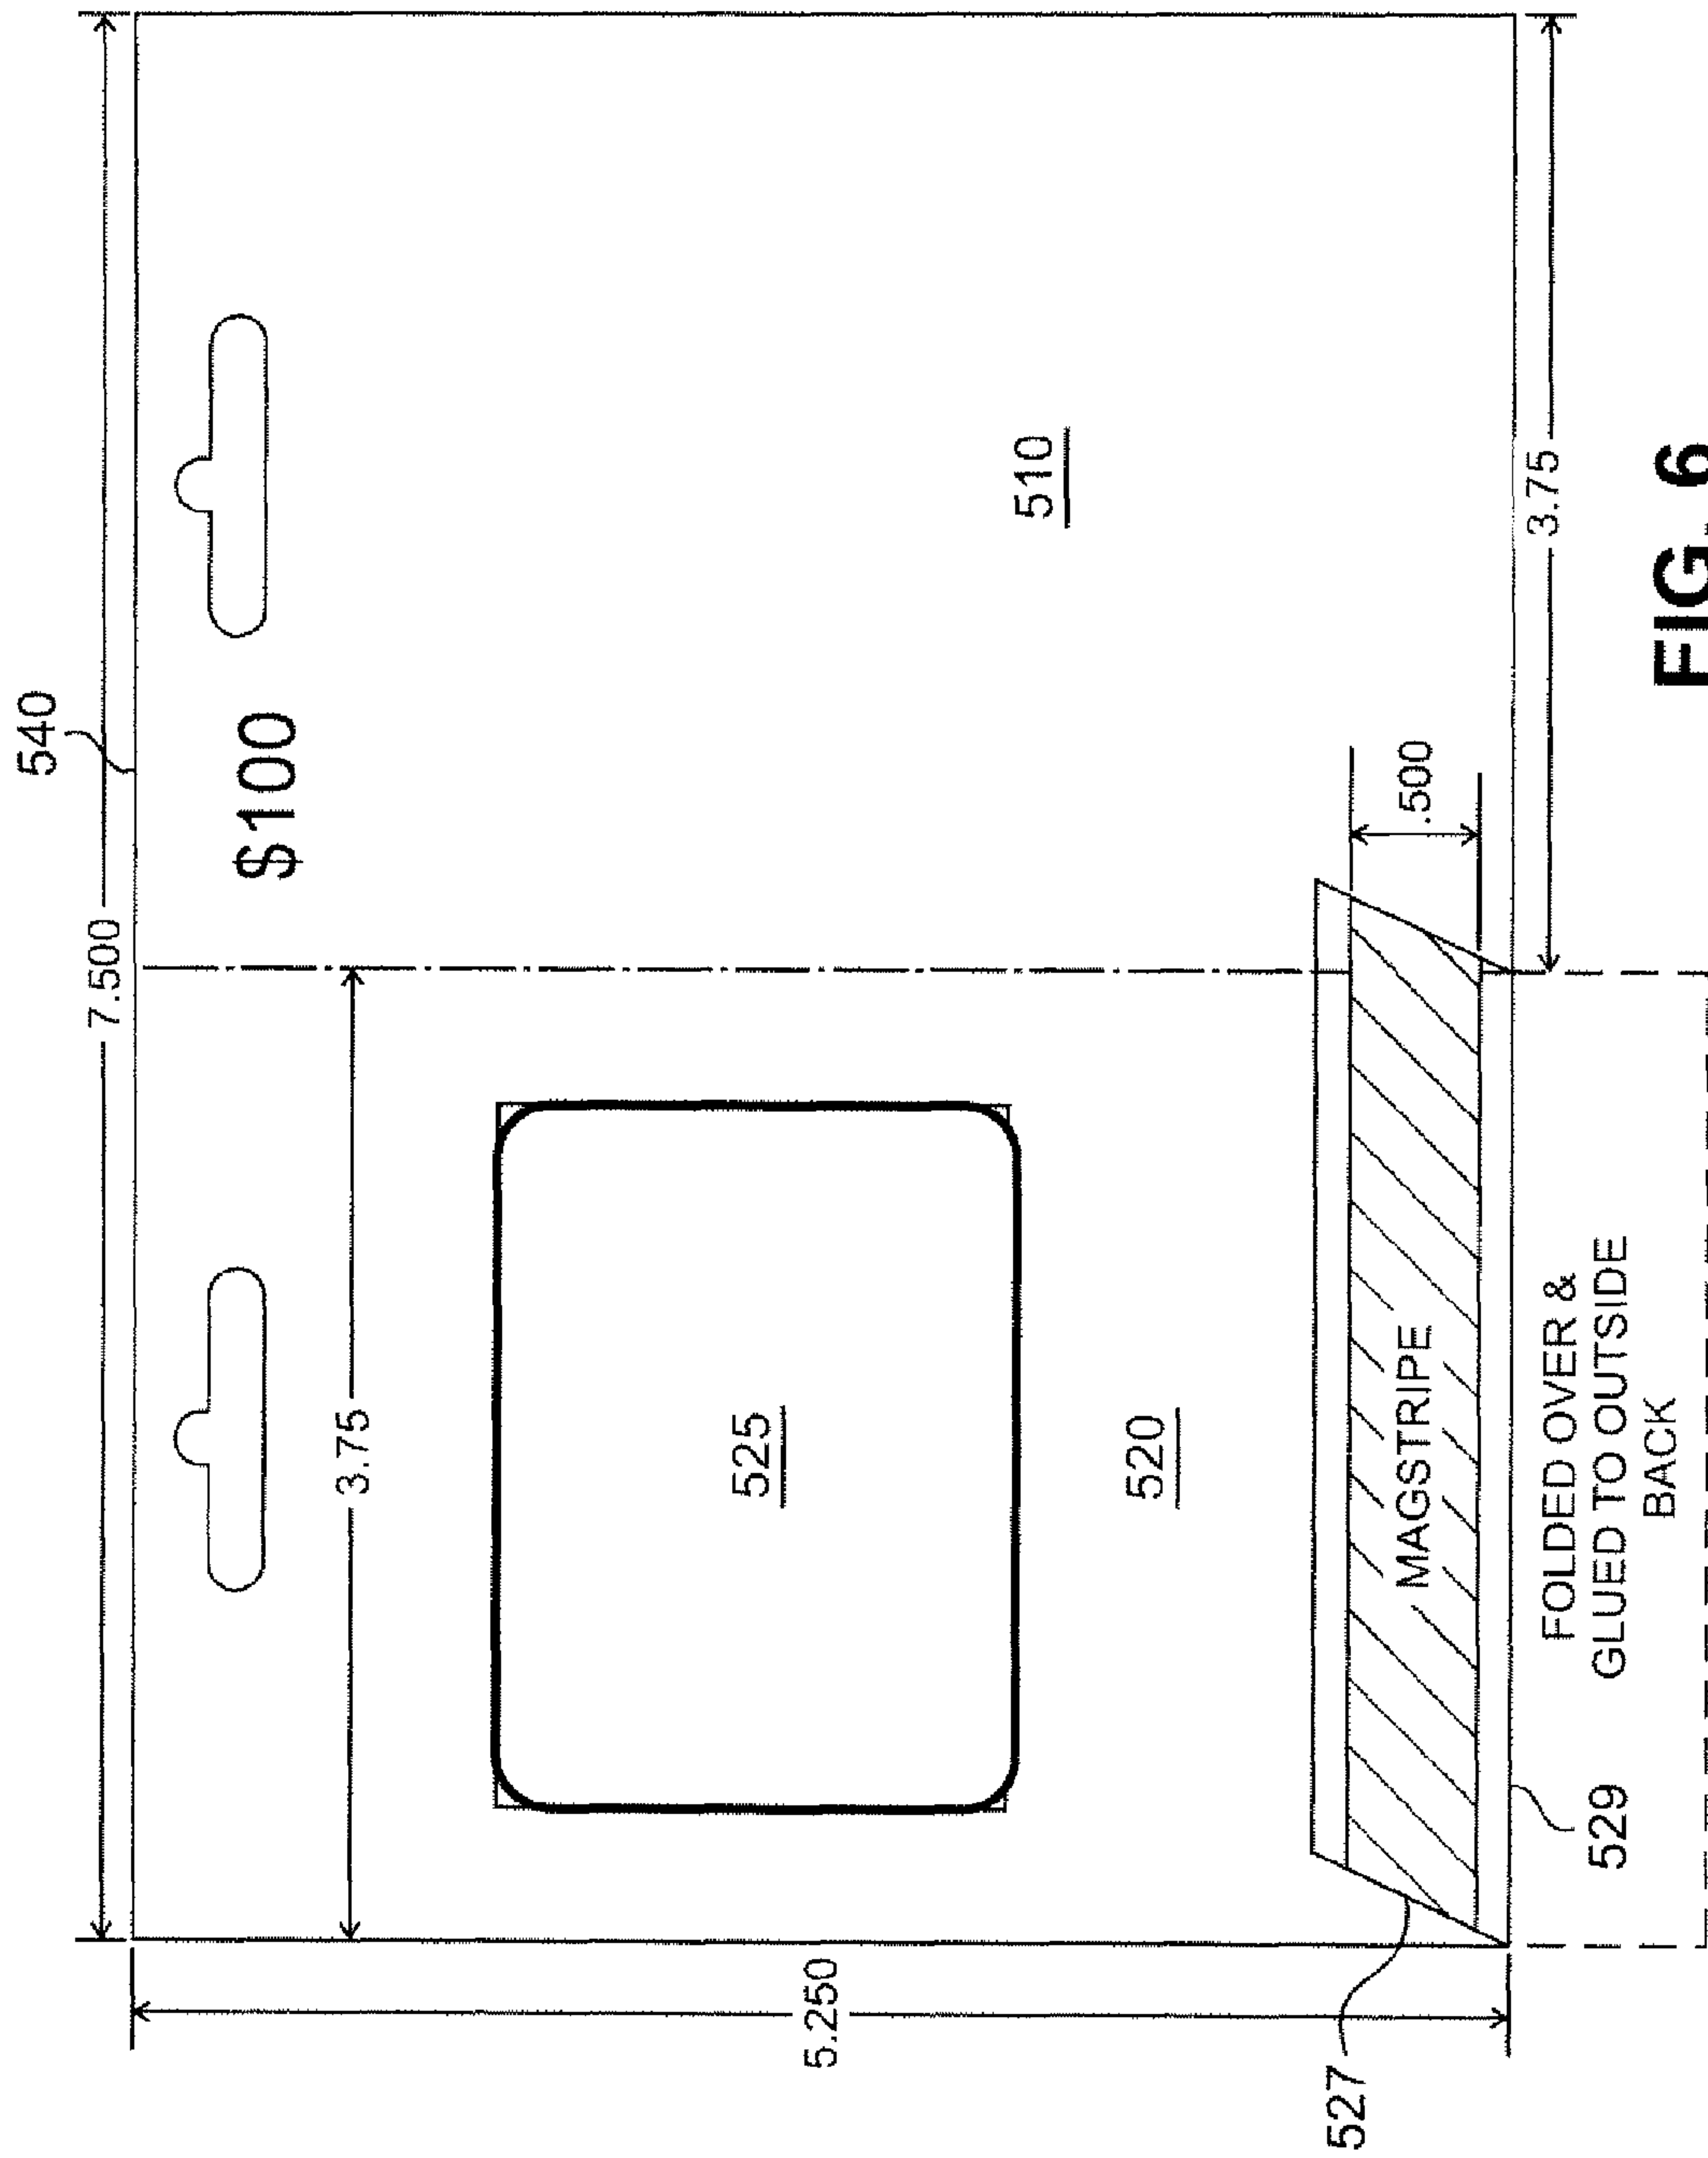 540
7.500
$100
3.75
525
5.250
510
520
527
MAGSTRIPE
.500
3.75
FOLDED OVER &
GLUED TO OUTSIDE
BACK
529
FIG. 6